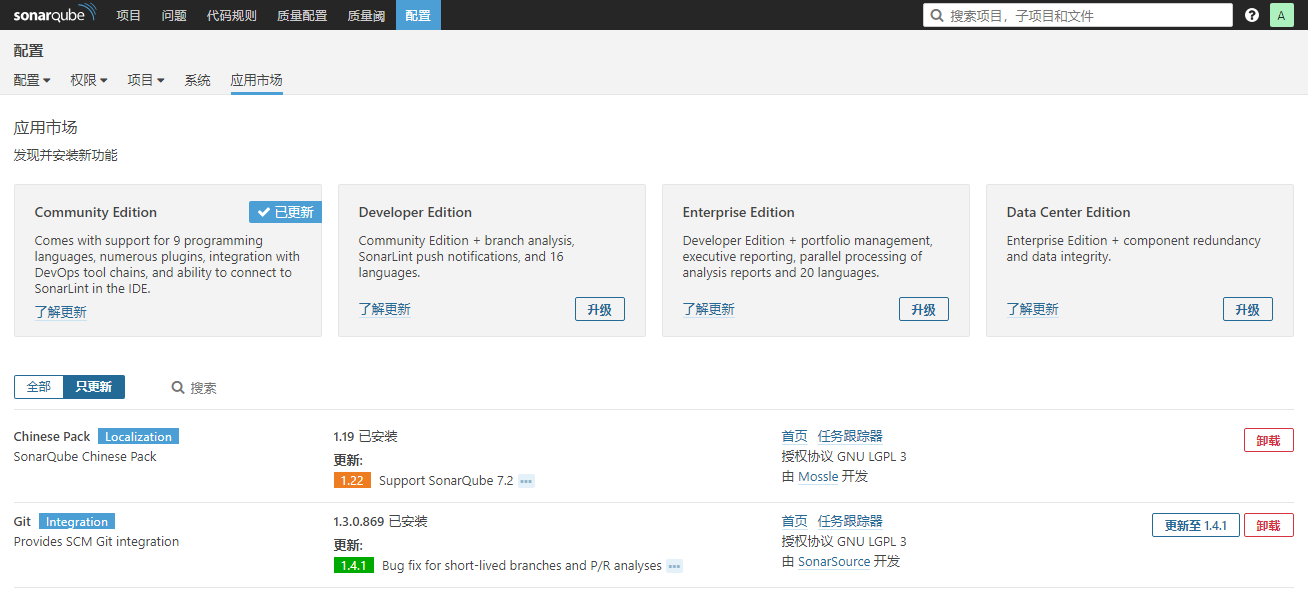 sonarqube 项目 问题 代码规则 质量配置 质量阈 配置 搜索项目，子项目和文件 ? A
配置
配置 权限 项目 系统 应用市场
应用市场
发现并安装新功能
Community Edition 已更新
Comes with support for 9 programming
languages, numerous plugins, integration with
DevOps tool chains, and ability to connect to
SonarLint in the IDE.
了解更新
Developer Edition
Community Edition + branch analysis,
SonarLint push notifications, and 16
languages.
了解更新 升级
Enterprise Edition
Developer Edition + portfolio management,
executive reporting, parallel processing of
analysis reports and 20 languages.
了解更新 升级
Data Center Edition
Enterprise Edition + component redundancy
and data integrity.
了解更新 升级
全部 只更新 搜索
Chinese Pack Localization
SonarQube Chinese Pack
1.19 已安装
更新:
1.22 Support SonarQube 7.2 •••
首页 任务跟踪器
授权协议 GNU LGPL 3
由 Mossle 开发
卸载
Git Integration
Provides SCM Git integration
1.3.0.869 已安装
更新:
1.4.1 Bug fix for short-lived branches and P/R analyses •••
首页 任务跟踪器
授权协议 GNU LGPL 3
由 SonarSource 开发
更新至 1.4.1 卸载